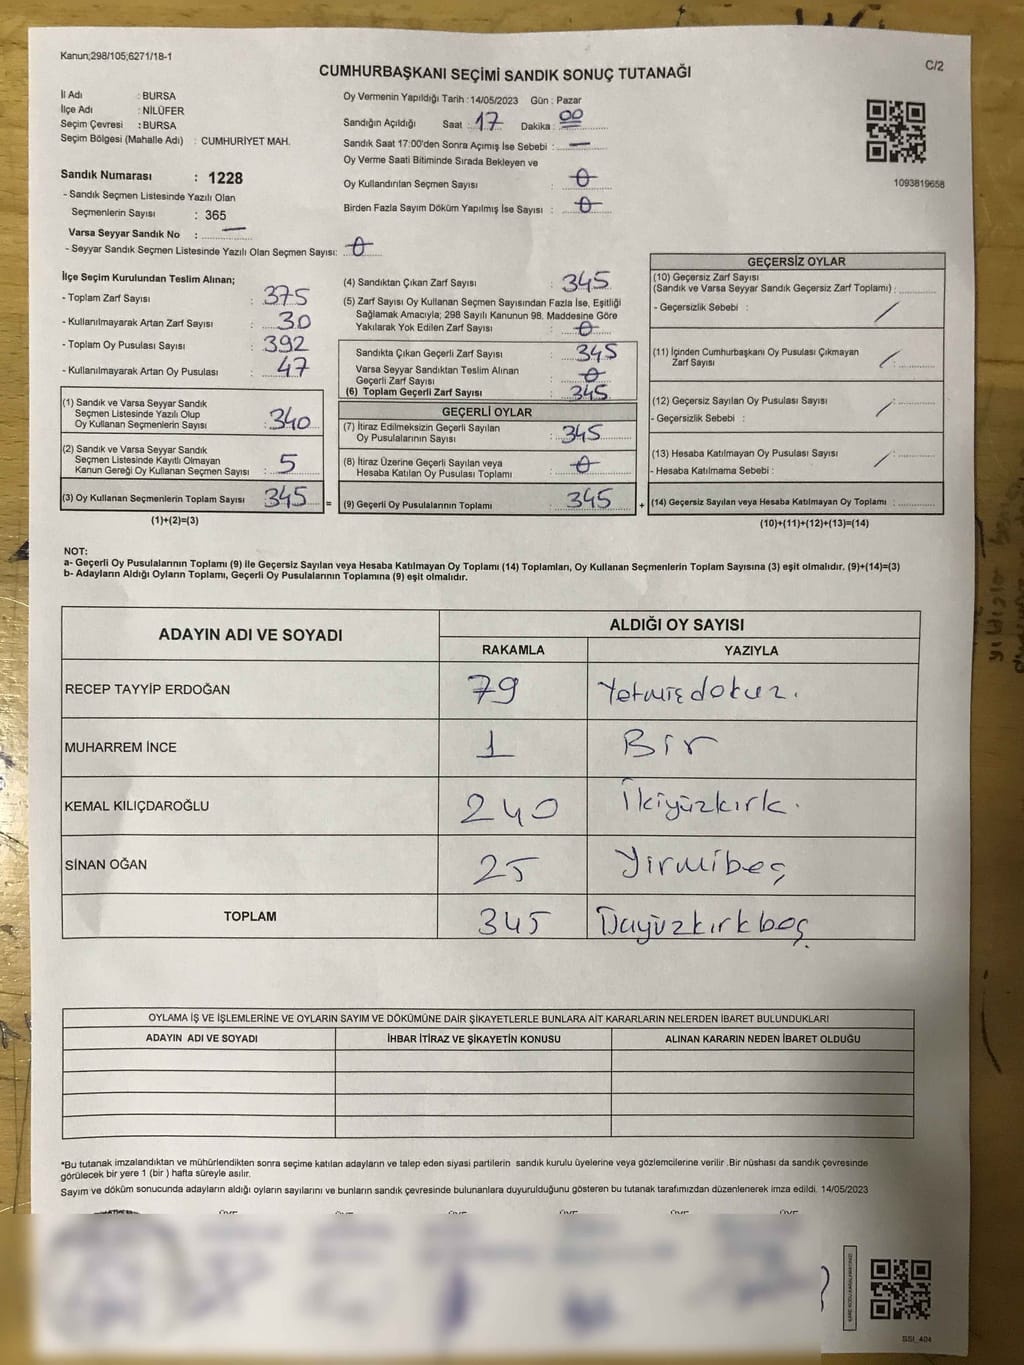 Kanun;298/105;6271/18-1
C/2
CUMHURBAŞKANI SEÇİMİ SANDIK SONUÇ TUTANAĞI
İl Adı : BURSA
İlçe Adı : NİLÜFER
Seçim Çevresi : BURSA
Seçim Bölgesi (Mahalle Adı) : CUMHURİYET MAH.
Sandık Numarası : 1228
- Sandık Seçmen Listesinde Yazılı Olan
Seçmenlerin Sayısı : 365
Varsa Seyyar Sandık No : —
- Seyyar Sandık Seçmen Listesinde Yazılı Olan Seçmen Sayısı: 0
Oy Vermenin Yapıldığı Tarih : 14/05/2023 Gün : Pazar
Sandığın Açıldığı Saat : 17 Dakika : 00
Sandık Saat 17:00'den Sonra Açımış İse Sebebi : —
Oy Verme Saati Bitiminde Sırada Bekleyen ve
Oy Kullandırılan Seçmen Sayısı : 0
Birden Fazla Sayım Döküm Yapılmış İse Sayısı : 0
1093819658
İlçe Seçim Kurulundan Teslim Alınan;
- Toplam Zarf Sayısı : 375
- Kullanılmayarak Artan Zarf Sayısı : 30
- Toplam Oy Pusulası Sayısı : 392
- Kullanılmayarak Artan Oy Pusulası : 47
(1) Sandık ve Varsa Seyyar Sandık
Seçmen Listesinde Yazılı Olup
Oy Kullanan Seçmenlerin Sayısı : 340
(2) Sandık ve Varsa Seyyar Sandık
Seçmen Listesinde Kayıtlı Olmayan
Kanun Gereği Oy Kullanan Seçmen Sayısı : 5
(3) Oy Kullanan Seçmenlerin Toplam Sayısı 345 =
(1)+(2)=(3)
(4) Sandıktan Çıkan Zarf Sayısı : 345
(5) Zarf Sayısı Oy Kullanan Seçmen Sayısından Fazla İse, Eşitliği
Sağlamak Amacıyla; 298 Sayılı Kanunun 98. Maddesine Göre
Yakılarak Yok Edilen Zarf Sayısı : 0
Sandıkta Çıkan Geçerli Zarf Sayısı : 345
Varsa Seyyar Sandıktan Teslim Alınan
Geçerli Zarf Sayısı : 0
(6) Toplam Geçerli Zarf Sayısı : 345
GEÇERLİ OYLAR
(7) İtiraz Edilmeksizin Geçerli Sayılan
Oy Pusulalarının Sayısı : 345
(8) İtiraz Üzerine Geçerli Sayılan veya
Hesaba Katılan Oy Pusulası Toplamı : 0
(9) Geçerli Oy Pusulalarının Toplamı : 345 +
GEÇERSİZ OYLAR
(10) Geçersiz Zarf Sayısı
(Sandık ve Varsa Seyyar Sandık Geçersiz Zarf Toplamı) :
- Geçersizlik Sebebi : /
(11) İçinden Cumhurbaşkanı Oy Pusulası Çıkmayan
Zarf Sayısı : /
(12) Geçersiz Sayılan Oy Pusulası Sayısı :
- Geçersizlik Sebebi : /
(13) Hesaba Katılmayan Oy Pusulası Sayısı : /
- Hesaba Katılmama Sebebi :
(14) Geçersiz Sayılan veya Hesaba Katılmayan Oy Toplamı :
(10)+(11)+(12)+(13)=(14)
NOT:
a- Geçerli Oy Pusulalarının Toplamı (9) ile Geçersiz Sayılan veya Hesaba Katılmayan Oy Toplamı (14) Toplamları, Oy Kullanan Seçmenlerin Toplam Sayısına (3) eşit olmalıdır. (9)+(14)=(3)
b- Adayların Aldığı Oyların Toplamı, Geçerli Oy Pusulalarının Toplamına (9) eşit olmalıdır.
ADAYIN ADI VE SOYADI
ALDIĞI OY SAYISI
RAKAMLA YAZIYLA
RECEP TAYYİP ERDOĞAN 79 Yetmişdokuz.
MUHARREM İNCE 1 Bir
KEMAL KILIÇDAROĞLU 240 İkiyüzkırk.
SİNAN OĞAN 25 Yirmibeş
TOPLAM 345 Üçyüzkırkbeş
OYLAMA İŞ VE İŞLEMLERİNE VE OYLARIN SAYIM VE DÖKÜMÜNE DAİR ŞİKAYETLERLE BUNLARA AİT KARARLARIN NELERDEN İBARET BULUNDUKLARI
ADAYIN ADI VE SOYADI İHBAR İTİRAZ VE ŞİKAYETİN KONUSU ALINAN KARARIN NEDEN İBARET OLDUĞU
*Bu tutanak imzalandıktan ve mühürlendikten sonra seçime katılan adayların ve talep eden siyasi partilerin sandık kurulu üyelerine veya gözlemcilerine verilir .Bir nüshası da sandık çevresinde
görülecek bir yere 1 (bir ) hafta süreyle asılır.
Sayım ve döküm sonucunda adayların aldığı oyların sayılarını ve bunların sandık çevresinde bulunanlara duyurulduğunu gösteren bu tutanak tarafımızdan düzenlenerek imza edildi. 14/05/2023
SSI_404